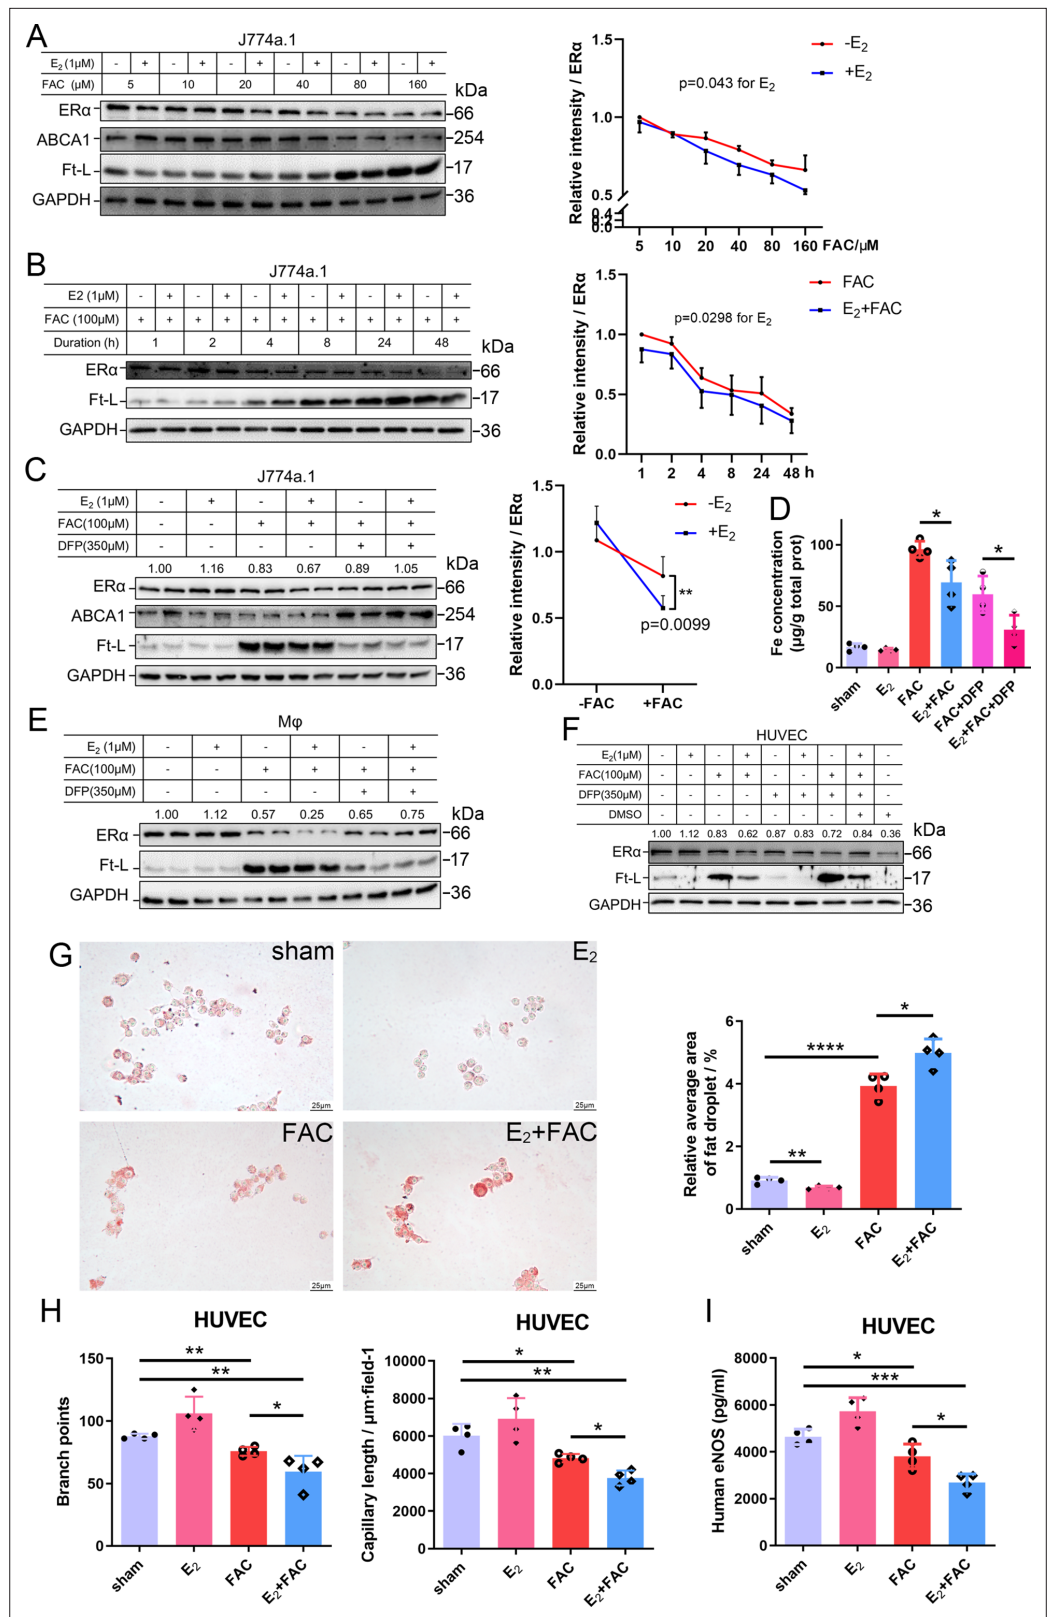 A
J774a.1
E2 (1μM) - + - + - + - + - + - +
FAC (μM) 5 10 20 40 80 160
kDa
ERα -66
ABCA1 -254
Ft-L -17
GAPDH -36
Relative intensity / ERα
1.5
1.0
0.5
0.4
0.2
0.0
-E2
+E2
p=0.043 for E2
5 10 20 40 80 160 FAC/μM
B
J774a.1
E2 (1μM) - + - + - + - + - + - +
FAC (100μM) + + + + + + + + + + + +
Duration (h) 1 2 4 8 24 48
kDa
ERα -66
Ft-L -17
GAPDH -36
Relative intensity / ERα
1.5
1.0
0.5
0.0
FAC
E2+FAC
p=0.0298 for E2
1 2 4 8 24 48 h
C
J774a.1
E2 (1μM) - + - + - +
FAC(100μM) - - + + + +
DFP(350μM) - - - - + +
1.00 1.16 0.83 0.67 0.89 1.05 kDa
ERα -66
ABCA1 -254
Ft-L -17
GAPDH -36
Relative intensity / ERα
1.5
1.0
0.5
0.0
-E2
+E2
**
p=0.0099
-FAC +FAC
D
Fe concentration
(μg/g total prot)
100
50
0
*
*
sham E2 FAC E2+FAC FAC+DFP E2+FAC+DFP
E
Mφ
E2 (1μM) - + - + - +
FAC(100μM) - - + + + +
DFP(350μM) - - - - + +
1.00 1.12 0.57 0.25 0.65 0.75 kDa
ERα -66
Ft-L -17
GAPDH -36
F
HUVEC
E2(1μM) - + - + - + - + -
FAC(100μM) - - + + - - + + -
DFP(350μM) - - - - + + + + -
DMSO - - - - - - - + +
1.00 1.12 0.83 0.62 0.87 0.83 0.72 0.84 0.36 kDa
ERα -66
Ft-L -17
GAPDH -36
G
sham
25μm
E2
25μm
FAC
25μm
E2+FAC
25μm
Relative average area
of fat droplet / %
6
4
2
0
**
****
*
sham E2 FAC E2+FAC
H
HUVEC
Branch points
150
100
50
0
**
**
*
sham E2 FAC E2+FAC
HUVEC
Capillary length / μm·field-1
10000
8000
6000
4000
2000
0
*
**
*
sham E2 FAC E2+FAC
I
HUVEC
Human eNOS (pg/ml)
8000
6000
4000
2000
0
*
***
*
sham E2 FAC E2+FAC